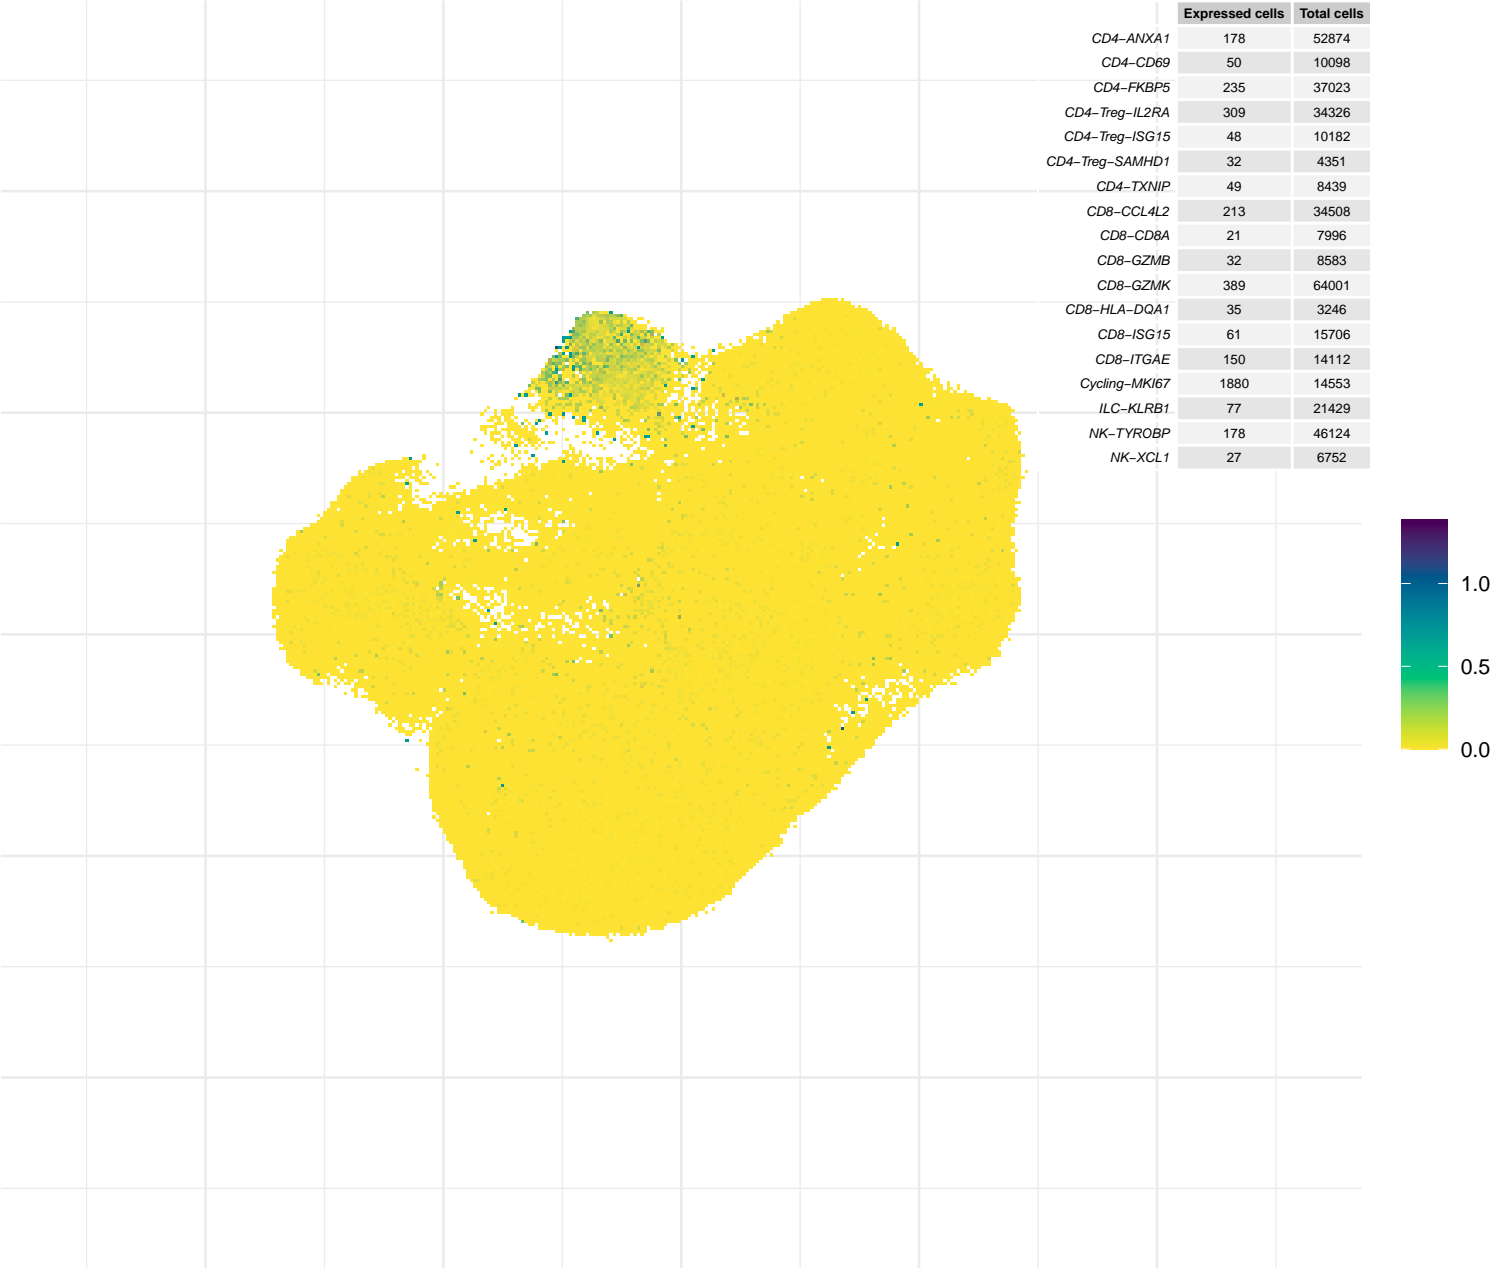 Expressed cells Total cells
CD4−ANXA1 178 52874
CD4−CD69 50 10098
CD4−FKBP5 235 37023
CD4−Treg−IL2RA 309 34326
CD4−Treg−ISG15 48 10182
CD4−Treg−SAMHD1 32 4351
CD4−TXNIP 49 8439
CD8−CCL4L2 213 34508
CD8−CD8A 21 7996
CD8−GZMB 32 8583
CD8−GZMK 389 64001
CD8−HLA−DQA1 35 3246
CD8−ISG15 61 15706
CD8−ITGAE 150 14112
Cycling−MKI67 1880 14553
ILC−KLRB1 77 21429
NK−TYROBP 178 46124
NK−XCL1 27 6752
1.0
0.5
0.0